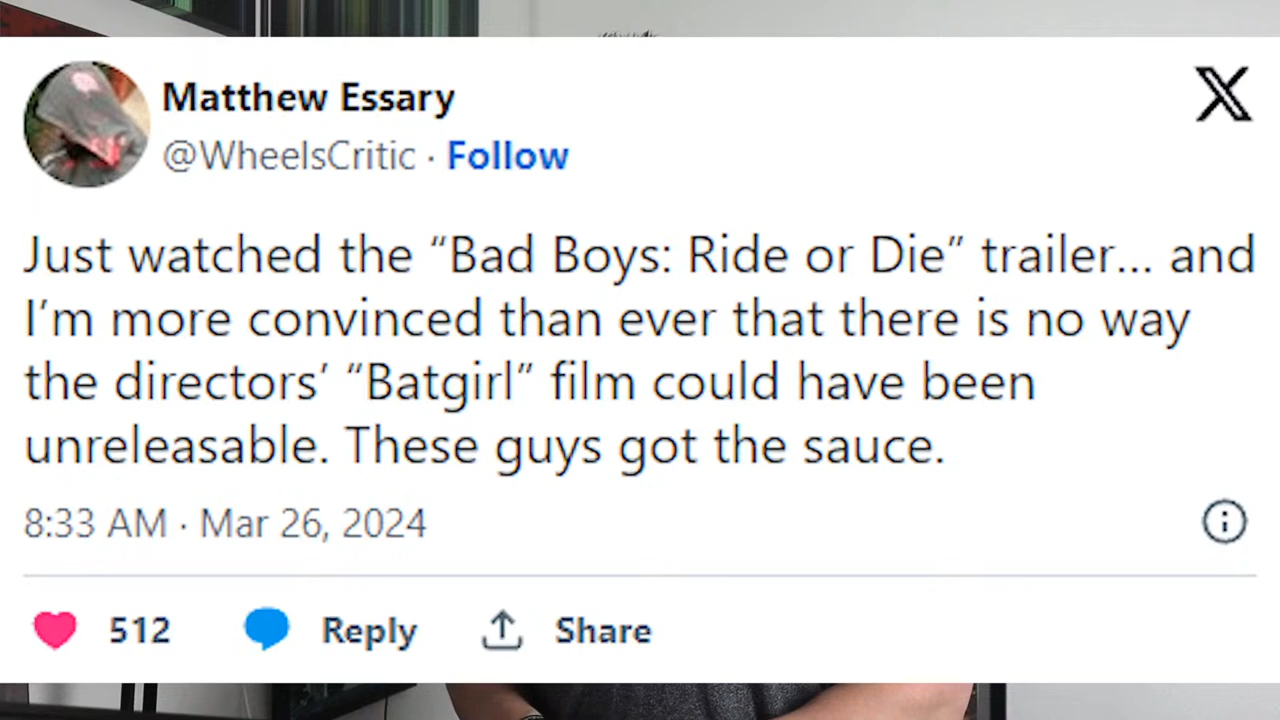 Matthew Essary
@WheelsCritic · Follow
Just watched the “Bad Boys: Ride or Die” trailer... and
I’m more convinced than ever that there is no way
the directors’ “Batgirl” film could have been
unreleasable. These guys got the sauce.
8:33 AM · Mar 26, 2024
512 Reply Share